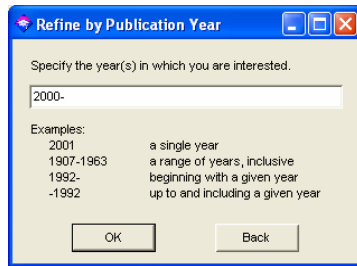 Refine by Publication Year
Specify the year(s) in which you are interested.
2000-
Examples:
2001 a single year
1907-1963 a range of years, inclusive
1992- beginning with a given year
-1992 up to and including a given year
OK Back